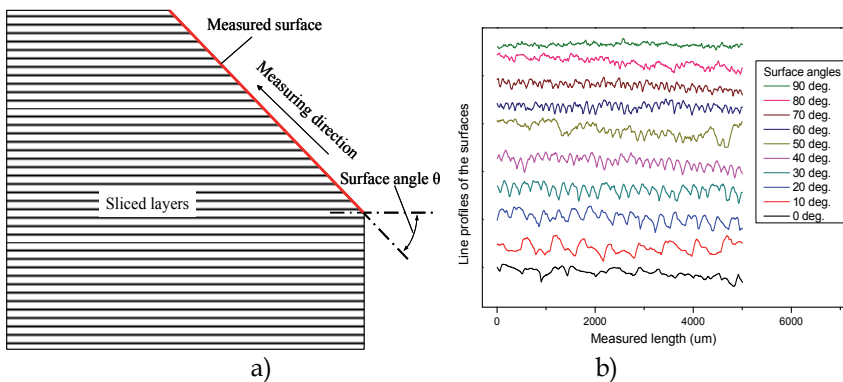 Measured surface
Measuring direction
Surface angle θ
Sliced layers
a)
Line profiles of the surfaces
Surface angles
90 deg.
80 deg.
70 deg.
60 deg.
50 deg.
40 deg.
30 deg.
20 deg.
10 deg.
0 deg.
0 2000 4000 6000
Measured length (um)
b)